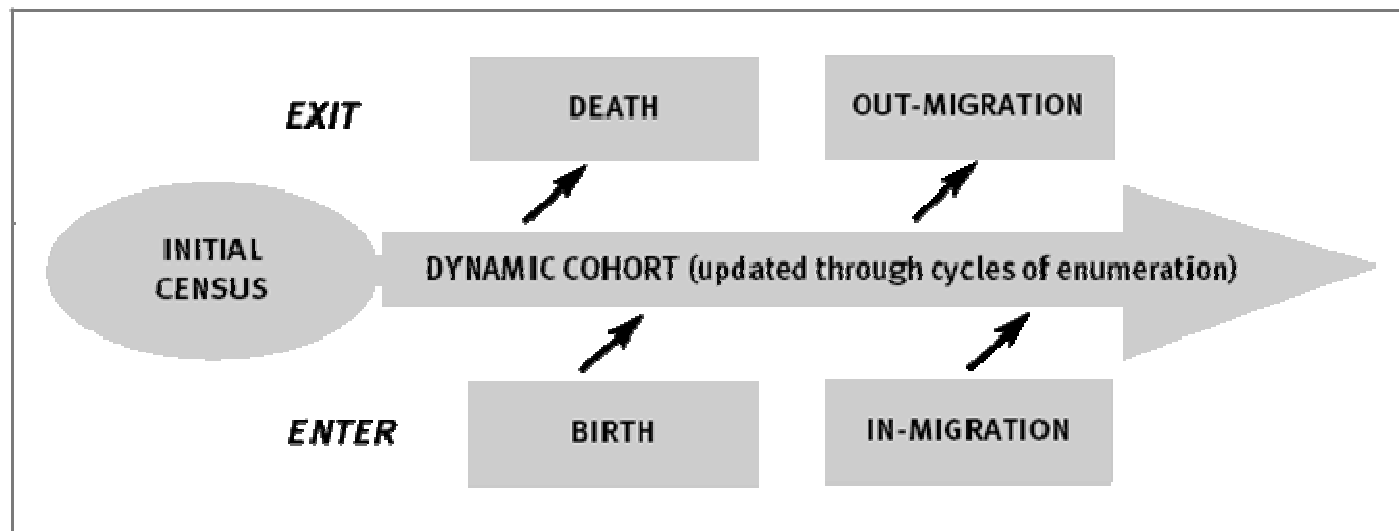 EXIT
DEATH
OUT-MIGRATION
INITIAL
CENSUS
DYNAMIC COHORT (updated through cycles of enumeration)
ENTER
BIRTH
IN-MIGRATION